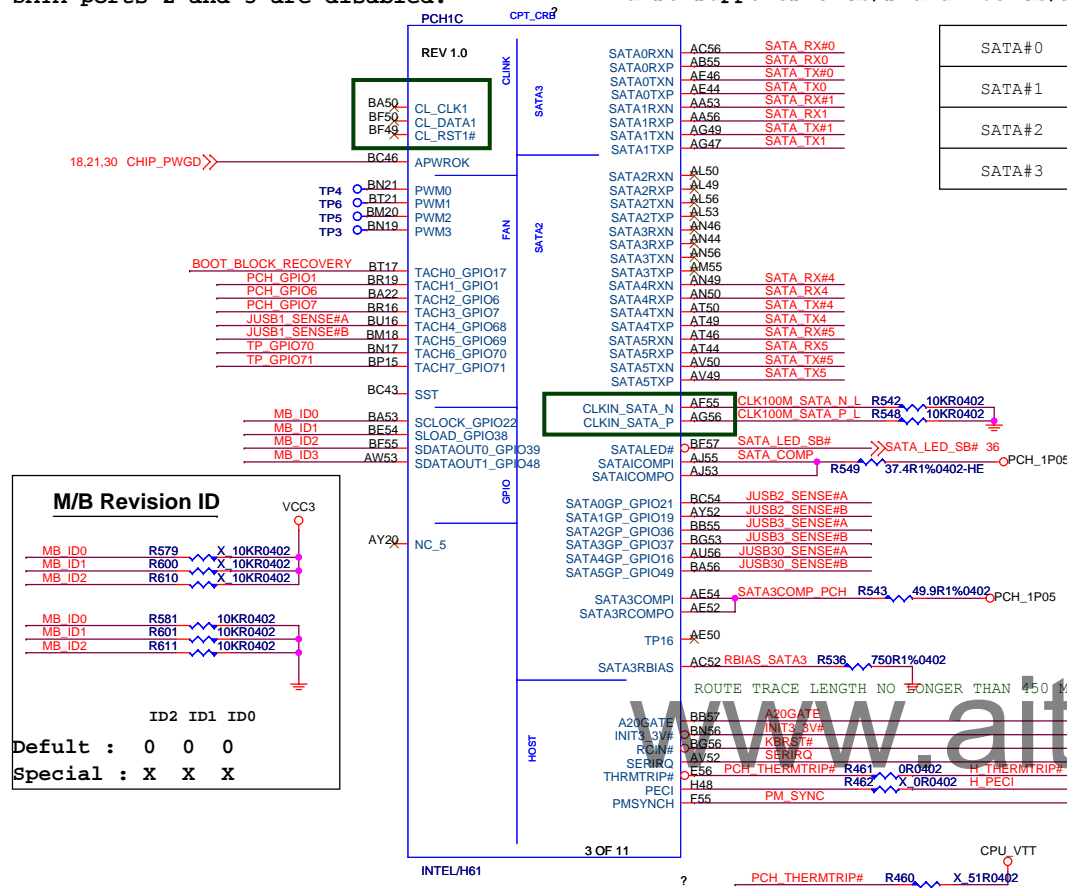 PCH1C
CPT_CRB
?
REV 1.0
CLINK
SATA3
FAN
SATA2
GPIO
HOST
BA50 CL_CLK1
BF50 CL_DATA1
BF49 CL_RST1#
18,21,30 CHIP_PWGD BC46 APWROK
TP4 BN21 PWM0
TP6 BT21 PWM1
TP5 BM20 PWM2
TP3 BN19 PWM3
BOOT_BLOCK_RECOVERY BT17 TACH0_GPIO17
PCH_GPIO1 BR19 TACH1_GPIO1
PCH_GPIO6 BA22 TACH2_GPIO6
PCH_GPIO7 BR16 TACH3_GPIO7
JUSB1_SENSE#A BU16 TACH4_GPIO68
JUSB1_SENSE#B BM18 TACH5_GPIO69
TP_GPIO70 BN17 TACH6_GPIO70
TP_GPIO71 BP15 TACH7_GPIO71
BC43 SST
MB_ID0 BA53 SCLOCK_GPIO22
MB_ID1 BE54 SLOAD_GPIO38
MB_ID2 BF55 SDATAOUT0_GPIO39
MB_ID3 AW53 SDATAOUT1_GPIO48
AY20 NC_5
SATA0RXN AC56 SATA_RX#0
SATA0RXP AB55 SATA_RX0
SATA0TXN AE46 SATA_TX#0
SATA0TXP AE44 SATA_TX0
SATA1RXN AA53 SATA_RX#1
SATA1RXP AA56 SATA_RX1
SATA1TXN AG49 SATA_TX#1
SATA1TXP AG47 SATA_TX1
SATA2RXN AL50
SATA2RXP AL49
SATA2TXN AL56
SATA2TXP AL53
SATA3RXN AN46
SATA3RXP AN44
SATA3TXN AN56
SATA3TXP AM55
SATA4RXN AN49 SATA_RX#4
SATA4RXP AN50 SATA_RX4
SATA4TXN AT50 SATA_TX#4
SATA4TXP AT49 SATA_TX4
SATA5RXN AT46 SATA_RX#5
SATA5RXP AT44 SATA_RX5
SATA5TXN AV50 SATA_TX#5
SATA5TXP AV49 SATA_TX5
CLKIN_SATA_N AF55 CLK100M_SATA_N_L R542 10KR0402
CLKIN_SATA_P AG56 CLK100M_SATA_P_L R548 10KR0402
SATALED# BF57 SATA_LED_SB# SATA_LED_SB# 36
SATAICOMPI AJ55 SATA_COMP R549 37.4R1%0402-HE PCH_1P05
SATAICOMPO AJ53
SATA0GP_GPIO21 BC54 JUSB2_SENSE#A
SATA1GP_GPIO19 AY52 JUSB2_SENSE#B
SATA2GP_GPIO36 BB55 JUSB3_SENSE#A
SATA3GP_GPIO37 BG53 JUSB3_SENSE#B
SATA4GP_GPIO16 AU56 JUSB30_SENSE#A
SATA5GP_GPIO49 BA56 JUSB30_SENSE#B
SATA3COMPI AE54 SATA3COMP_PCH R543 49.9R1%0402 PCH_1P05
SATA3RCOMPO AE52
TP16 AE50
SATA3RBIAS AC52 RBIAS_SATA3 R536 750R1%0402
ROUTE TRACE LENGTH NO LONGER THAN 450 M
A20GATE BB57 A20GATE
INIT3_3V# BN56 INIT3_3V#
RCIN# BG56 KBRST#
SERIRQ AV52 SERIRQ
THRMTRIP# E56 PCH_THERMTRIP# R461 0R0402 H_THERMTRIP#
PECI H48 R462 X_0R0402 H_PECI
PMSYNCH F55 PM_SYNC
3 OF 11
INTEL/H61
?
CPU_VTT
PCH_THERMTRIP# R460 X_51R0402
SATA#0
SATA#1
SATA#2
SATA#3
M/B Revision ID
VCC3
MB_ID0 R579 X_10KR0402
MB_ID1 R600 X_10KR0402
MB_ID2 R610 X_10KR0402
MB_ID0 R581 10KR0402
MB_ID1 R601 10KR0402
MB_ID2 R611 10KR0402
ID2 ID1 ID0
Defult : 0 0 0
Special : X X X
www.ait